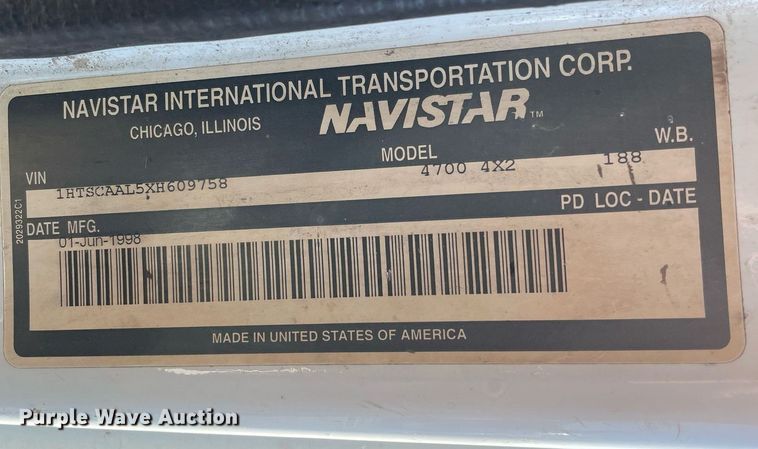 NAVISTAR INTERNATIONAL TRANSPORTATION CORP.
CHICAGO, ILLINOIS NAVISTAR™
VIN MODEL W.B.
1HTSCAAL5XH609758 4700 4X2 188
DATE MFG. PD LOC - DATE
01-Jun-1998
2029322C1
MADE IN UNITED STATES OF AMERICA
Purple Wave Auction